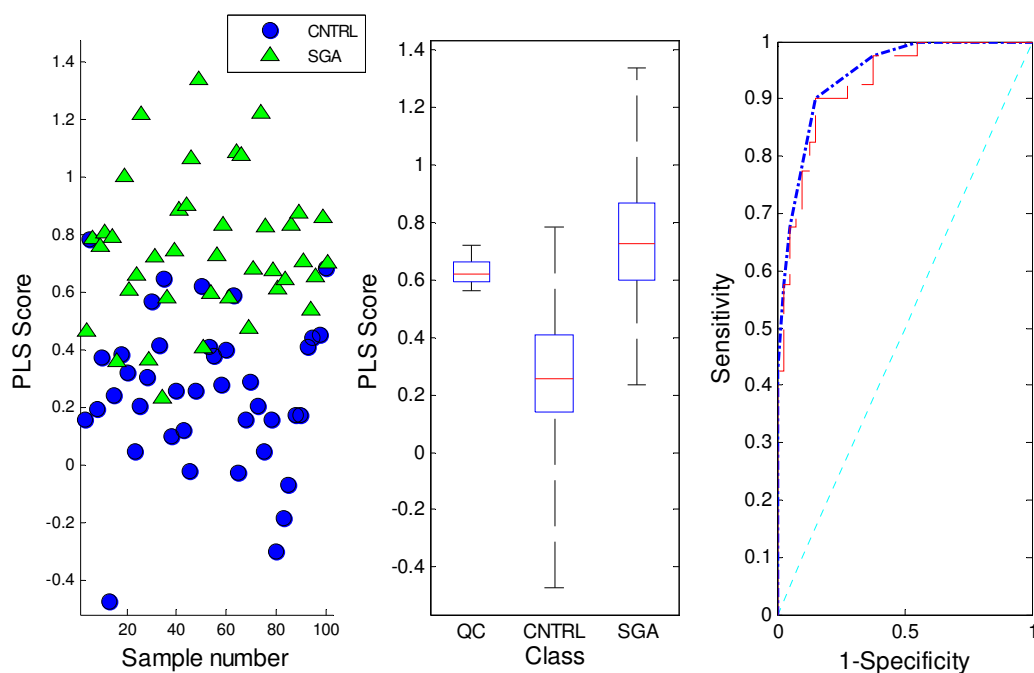 CNTRL
SGA
PLS Score
1.4
1.2
1
0.8
0.6
0.4
0.2
0
-0.2
-0.4
20 40 60 80 100
Sample number
PLS Score
1.4
1.2
1
0.8
0.6
0.4
0.2
0
-0.2
-0.4
QC CNTRL SGA
Class
Sensitivity
1
0.9
0.8
0.7
0.6
0.5
0.4
0.3
0.2
0.1
0
0 0.5 1
1-Specificity